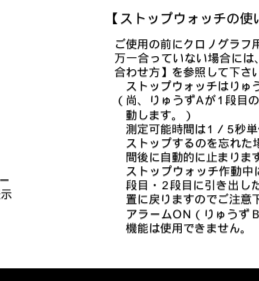 【ストップウォッチの使い
ご使用の前にクロノグラフ用
万一合っていない場合には、
合わせ方】を参照して下さい
ストップウォッチはりゅう
（尚、りゅうずAが1段目の
動します。）
測定可能時間は1／5秒単
ストップするのを忘れた場
間後に自動的に止まります
ストップウォッチ作動中に
段目・2段目に引き出した
置に戻りますのでご注意下
アラームON（りゅうずB
機能は使用できません。
ー
示